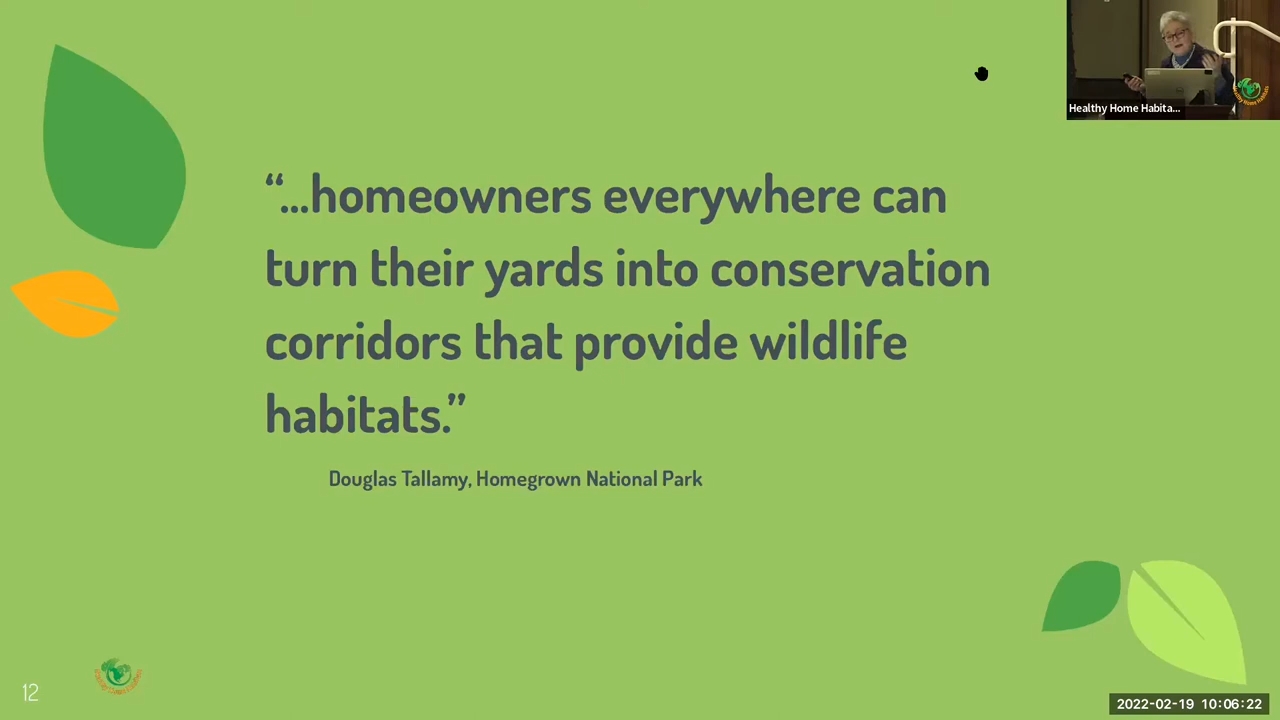 Healthy Home Habita...
“...homeowners everywhere can
turn their yards into conservation
corridors that provide wildlife
habitats.”
Douglas Tallamy, Homegrown National Park
12
2022-02-19 10:06:22